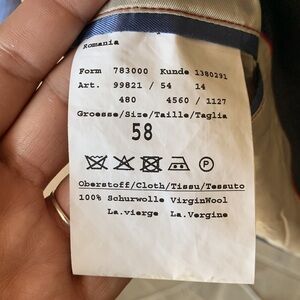 Romania
Form 783000 Kunde 1380291
Art. 99821 / 54 14
480 4560 / 1127
Groesse/Size/Taille/Taglia
58
P
Oberstoff/Cloth/Tissu/Tessuto
100% Schurwolle VirginWool
La.vierge La.Vergine